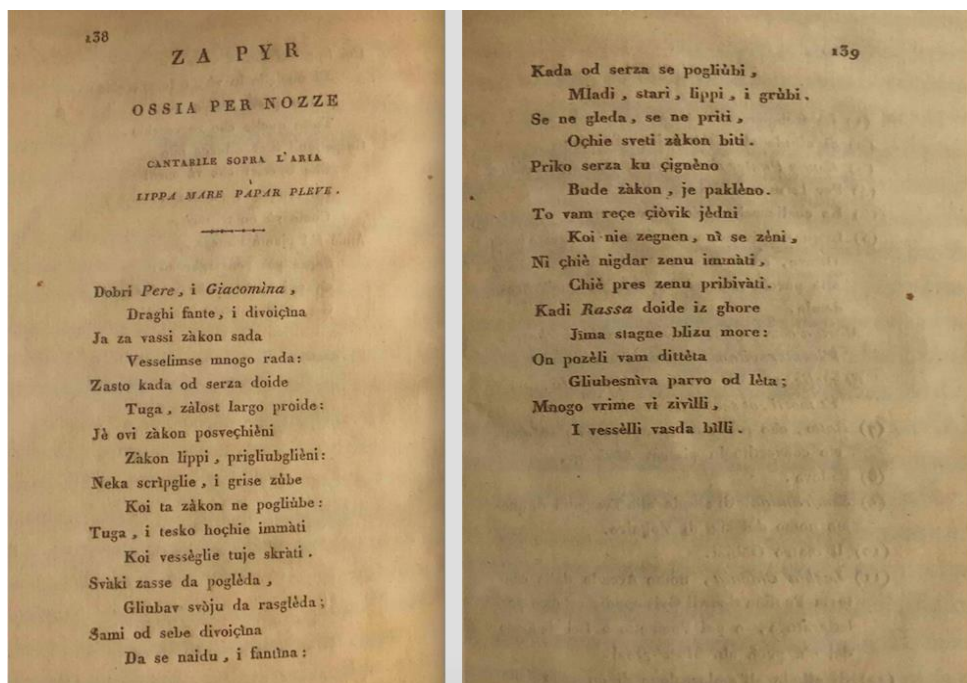 138
ZA PYR
OSSIA PER NOZZE
CANTABILE SOPRA L'ARIA
LIPPA MARE PAPAR PLEVE.
Dobri Pere, i Giacomìna,
Draghi fante, i divoiçìna
Ja za vassi zàkon sada
Vesselimse mnogo rada:
Zasto kada od serza doide
Tuga, zàlost largo proide:
Jè ovi zàkon posveçhièni
Zàkon lippi, prigliubglièni:
Neka scrìpglie, i grise zùbe
Koi ta zàkon ne pogliùbe:
Tuga, i tesko hoçhie immàti
Koi vessèglie tuje skràti.
Svàki zasse da poglèda,
Gliubav svòju da rasglèda;
Sami od sebe divoiçìna
Da se naidu, i fantìna:
139
Kada od serza se pogliùbi,
Mladi, stari, lippi, i grùbi.
Se ne gleda, se ne priti,
Oçhie sveti zàkon biti.
Priko serza ku çignèno
Bude zàkon, je paklèno.
To vam reçe çiòvik jèdni
Koi nie zegnen, nì se zèni,
Ni çhiè nigdar zenu immàti,
Chiè pres zenu pribivàti.
Kadi Rassa doide iz ghore
Jima stagne blizu more:
On pozèli vam dittèta
Gliubesnìva parvo od lèta;
Mnogo vrime vi zivìlli,
I vessèlli vasda bìlli.